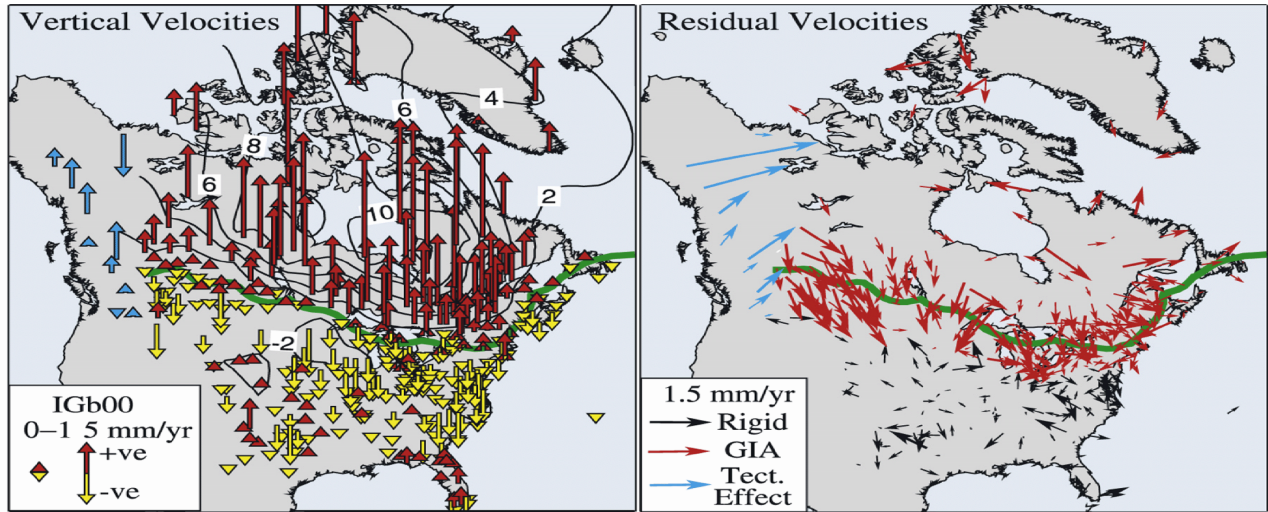 Vertical Velocities
6
4
8
6
2
10
-2
IGb00
0–1 5 mm/yr
+ve
-ve
Residual Velocities
1.5 mm/yr
Rigid
GIA
Tect.
Effect